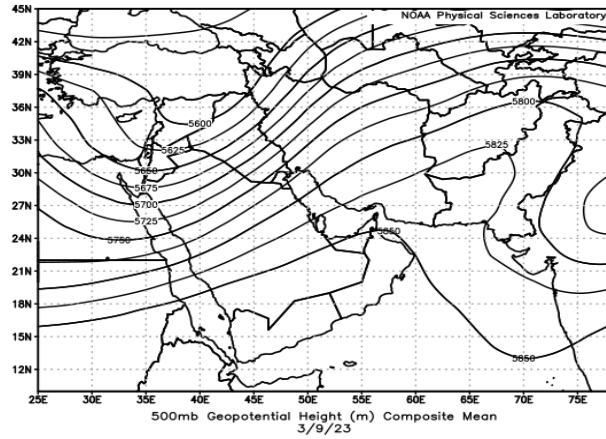 NOAA Physical Sciences Laboratory
45N
42N
39N
36N
33N
30N
27N
24N
21N
18N
15N
12N
5600
5625
5650
5675
5700
5725
5750
5800
5825
5850
5850
25E 30E 35E 40E 45E 50E 55E 60E 65E 70E 75E
500mb Geopotential Height (m) Composite Mean
3/9/23